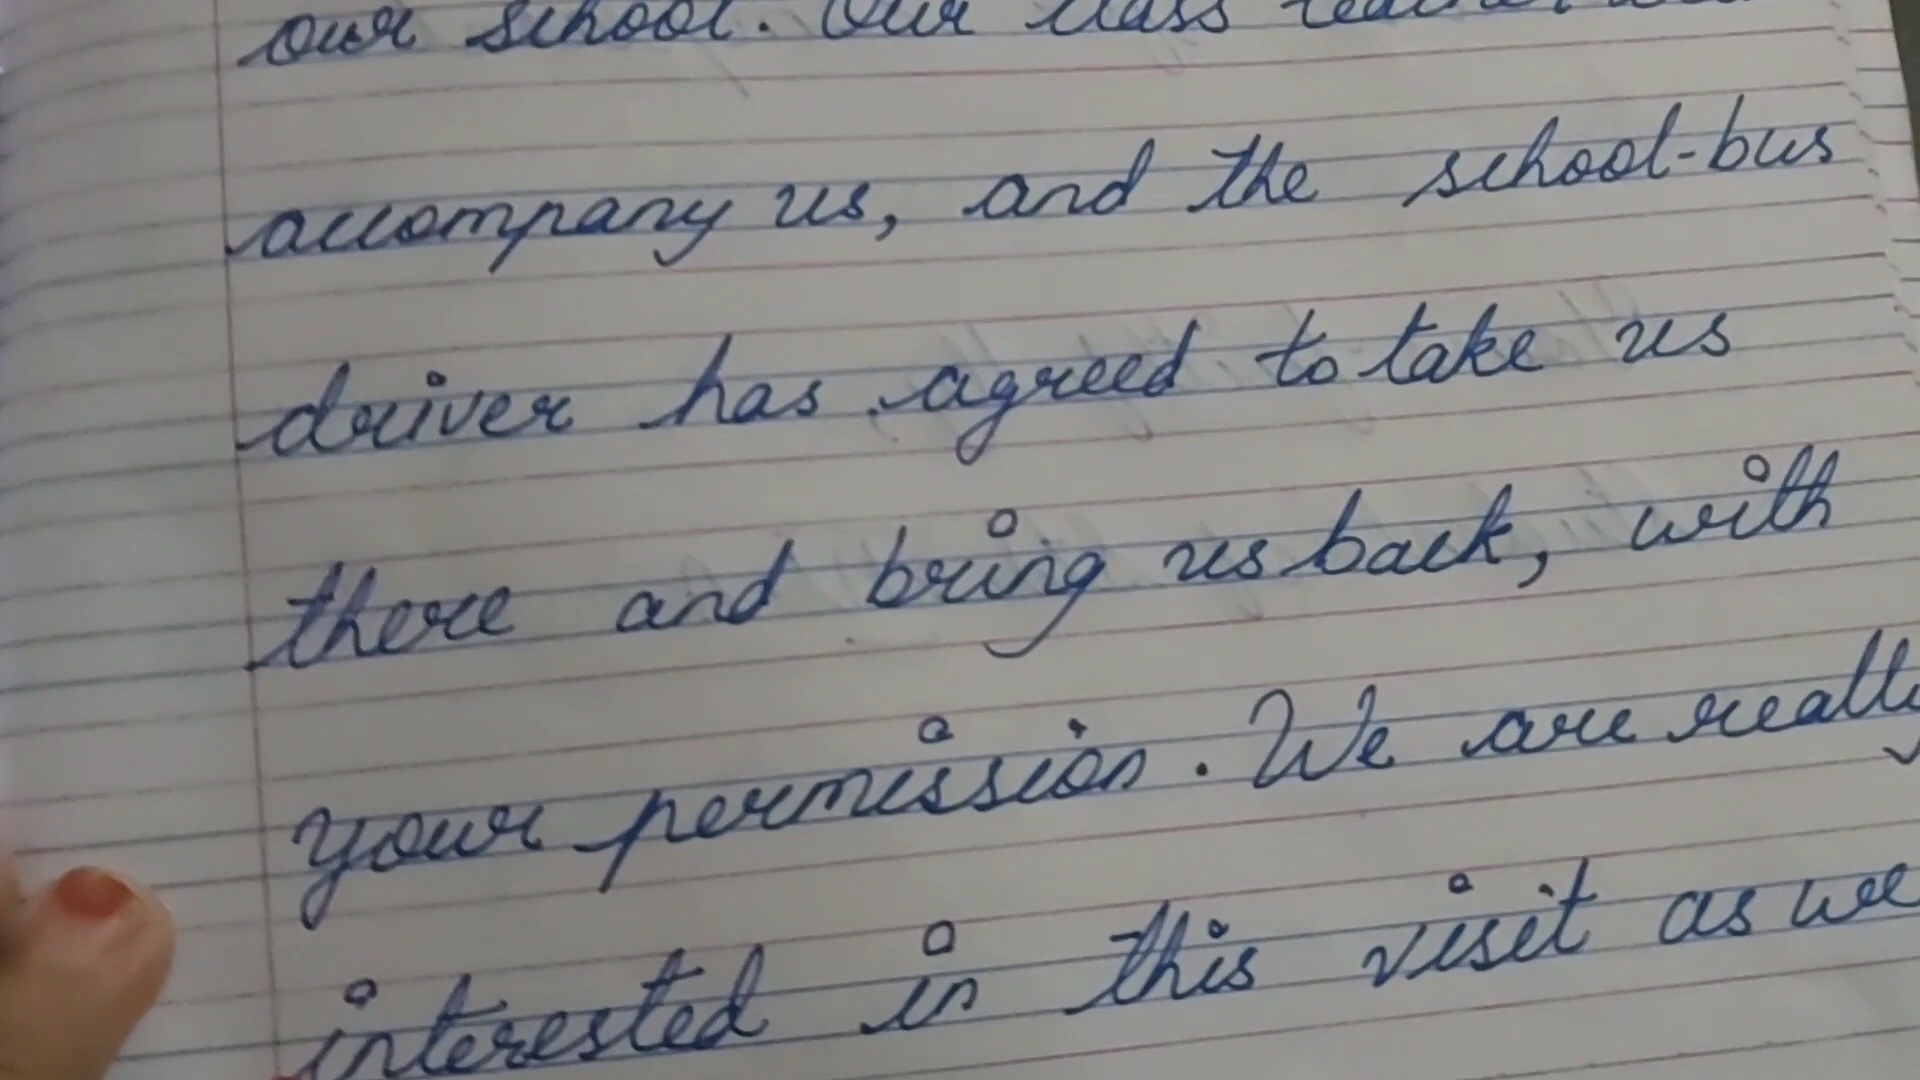 our school. Our class teacher
accompany us, and the school-bus
driver has agreed to take us
there and bring us back, with
your permission. We are really
interested in this visit as we